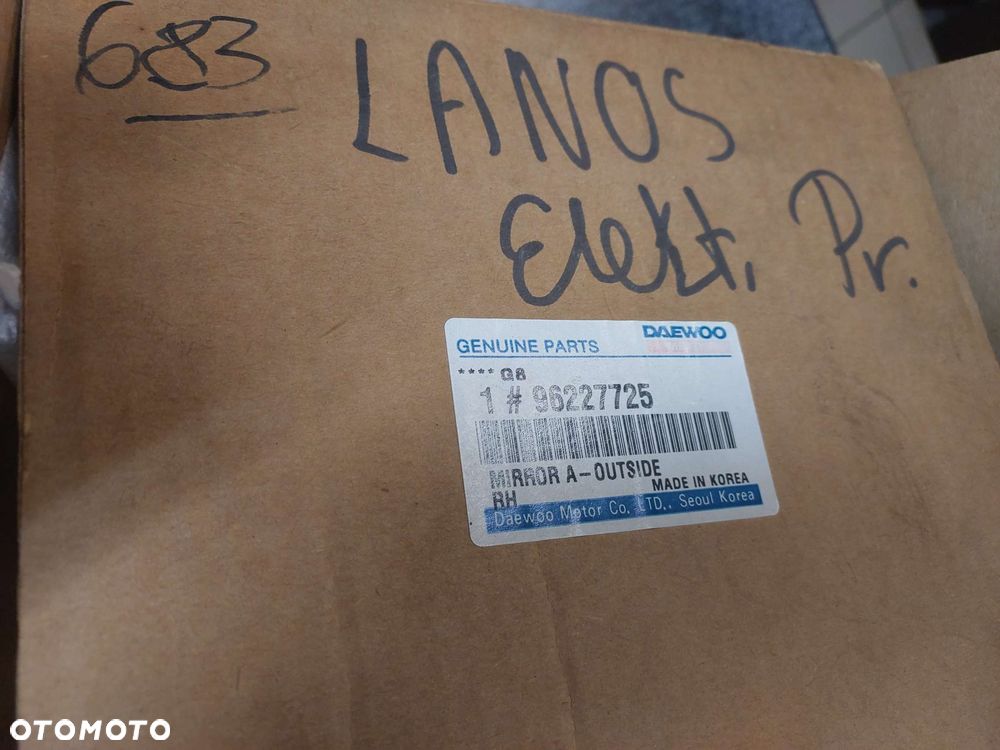 683 LANOS
Elekt. Pr.
DAEWOO
GENUINE PARTS
**** G8
1 # 96227725
MIRROR A-OUTSIDE
RH MADE IN KOREA
Daewoo Motor Co. LTD., Seoul Korea
OTOMOTO